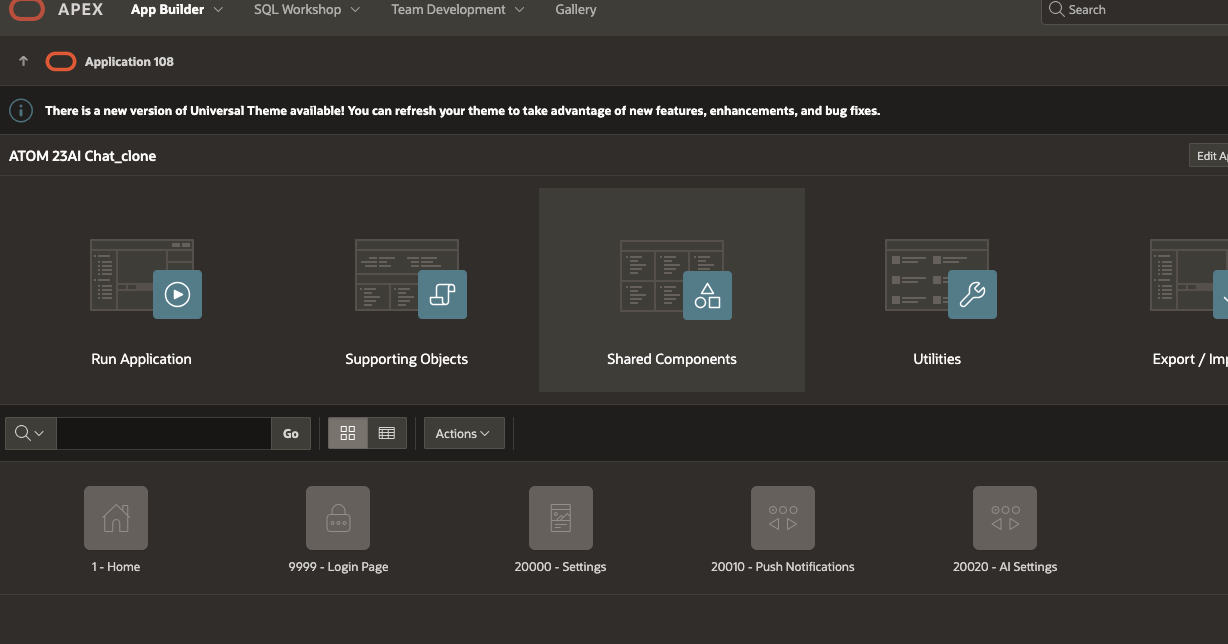 APEX App Builder SQL Workshop Team Development Gallery Search
Application 108
There is a new version of Universal Theme available! You can refresh your theme to take advantage of new features, enhancements, and bug fixes.
ATOM 23AI Chat_clone Edit Ap
Run Application Supporting Objects Shared Components Utilities Export / Imp
Go Actions
1 - Home 9999 - Login Page 20000 - Settings 20010 - Push Notifications 20020 - AI Settings